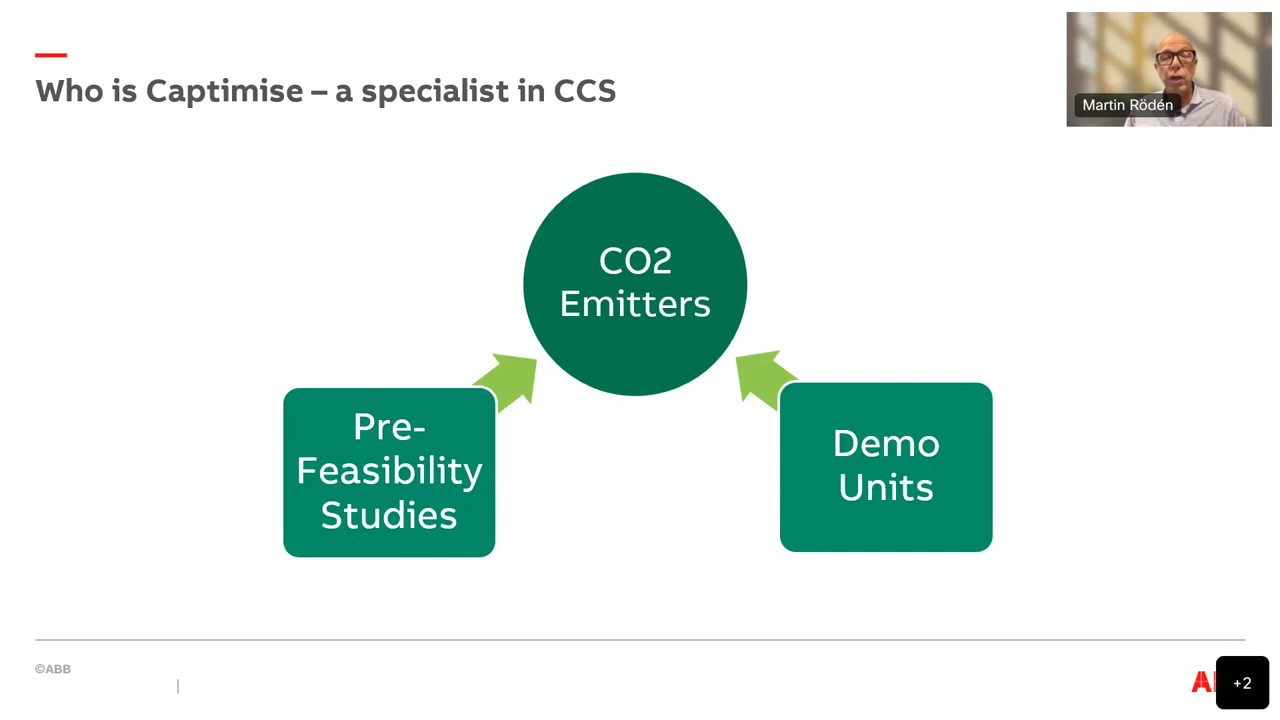 Who is Captimise – a specialist in CCS
Martin Rödén
CO2
Emitters
Pre-
Feasibility
Studies
Demo
Units
©ABB
+2